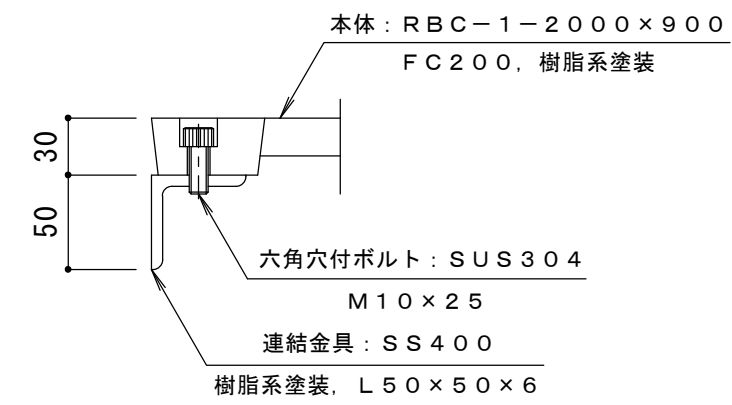 本体：ＲＢＣ－１－２０００×９００
ＦＣ２００，樹脂系塗装
30
50
六角穴付ボルト：ＳＵＳ３０４
Ｍ１０×２５
連結金具：ＳＳ４００
樹脂系塗装，Ｌ５０×５０×６